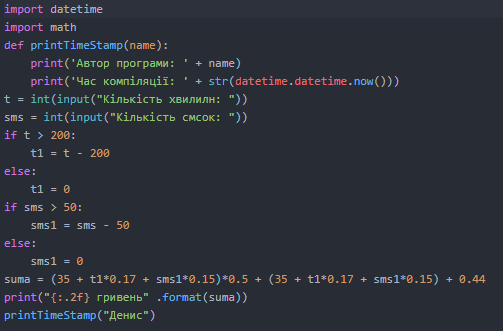 import datetime
import math
def printTimeStamp(name):
    print('Автор програми: ' + name)
    print('Час компіляції: ' + str(datetime.datetime.now()))
t = int(input("Кількість хвилилн: "))
sms = int(input("Кількість смсок: "))
if t > 200:
    t1 = t - 200
else:
    t1 = 0
if sms > 50:
    sms1 = sms - 50
else:
    sms1 = 0
suma = (35 + t1*0.17 + sms1*0.15)*0.5 + (35 + t1*0.17 + sms1*0.15) + 0.44
print("{:.2f} гривень" .format(suma))
printTimeStamp("Денис")